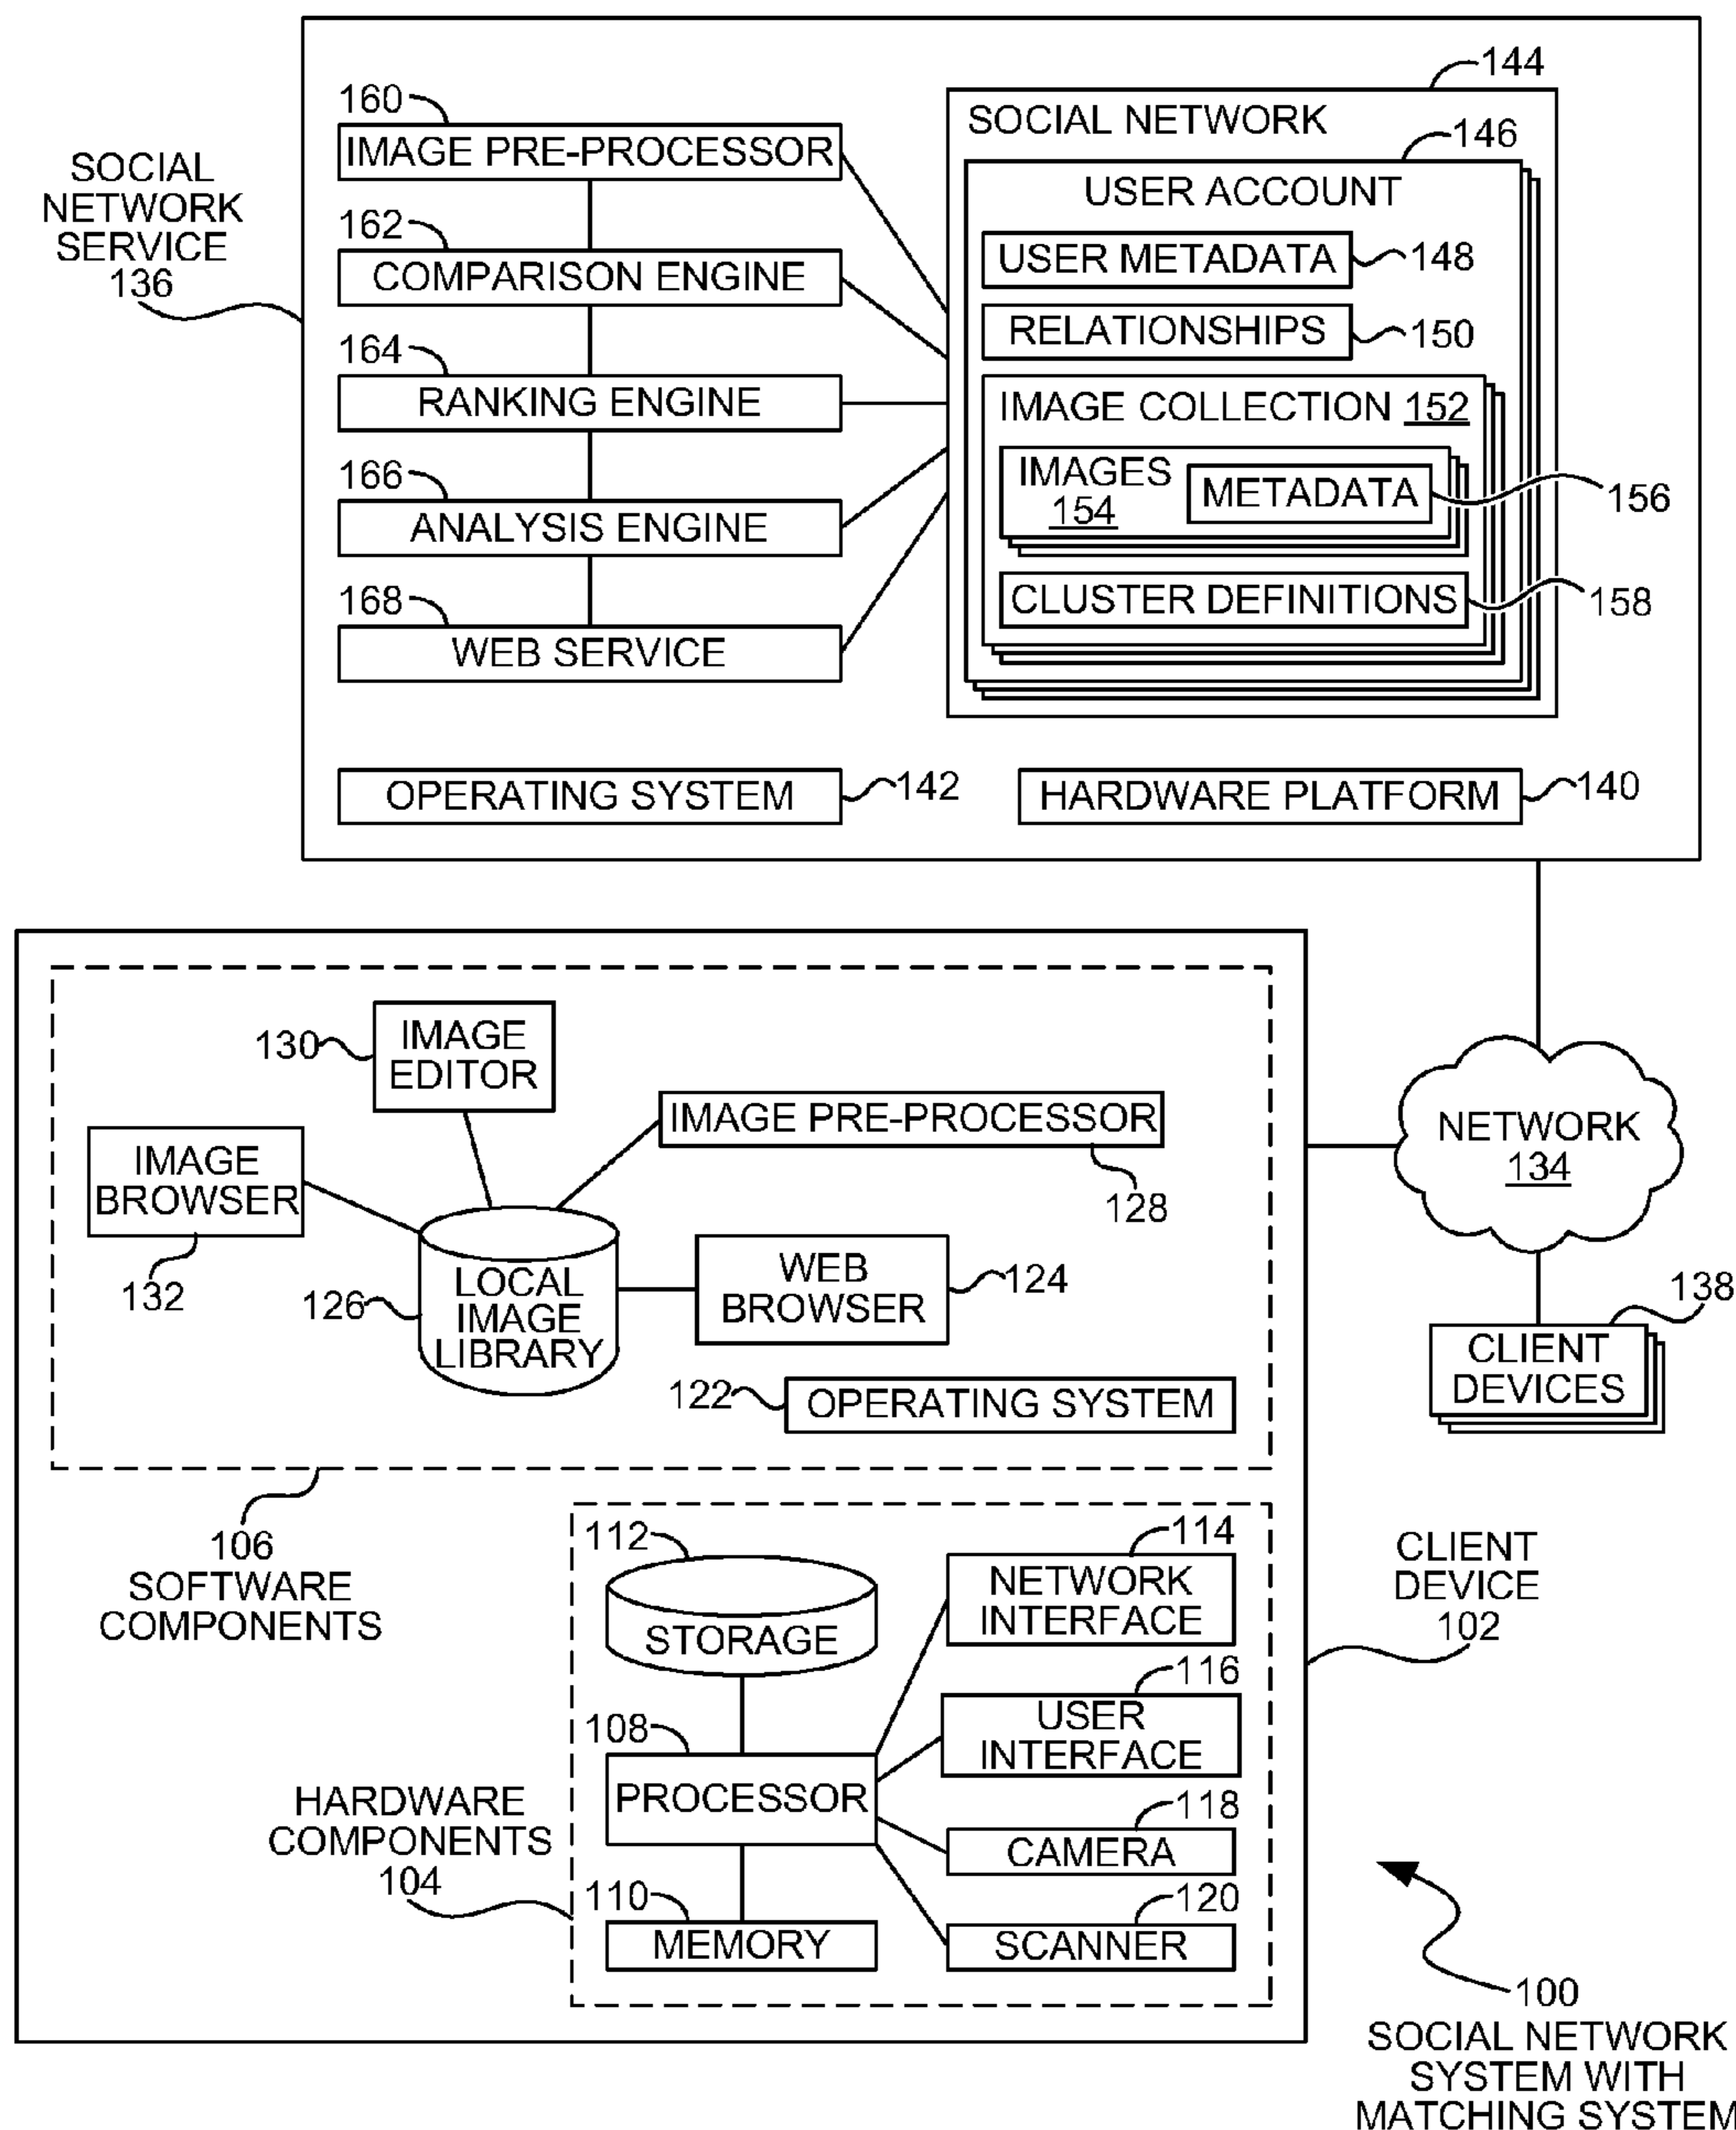 144
160
SOCIAL NETWORK
IMAGE PRE-PROCESSOR
146
SOCIAL
NETWORK
SERVICE
136
USER ACCOUNT
162
USER METADATA
148
COMPARISON ENGINE
RELATIONSHIPS
150
164
RANKING ENGINE
IMAGE COLLECTION 152
IMAGES
154
METADATA
156
166
ANALYSIS ENGINE
CLUSTER DEFINITIONS
158
168
WEB SERVICE
OPERATING SYSTEM
142
HARDWARE PLATFORM
140
130
IMAGE
EDITOR
IMAGE PRE-PROCESSOR
128
NETWORK
134
IMAGE
BROWSER
132
126
LOCAL
IMAGE
LIBRARY
WEB
BROWSER
124
138
CLIENT
DEVICES
122
OPERATING SYSTEM
106
SOFTWARE
COMPONENTS
112
STORAGE
114
NETWORK
INTERFACE
CLIENT
DEVICE
102
116
USER
INTERFACE
108
PROCESSOR
HARDWARE
COMPONENTS
104
118
CAMERA
110
MEMORY
120
SCANNER
100
SOCIAL NETWORK
SYSTEM WITH
MATCHING SYSTEM